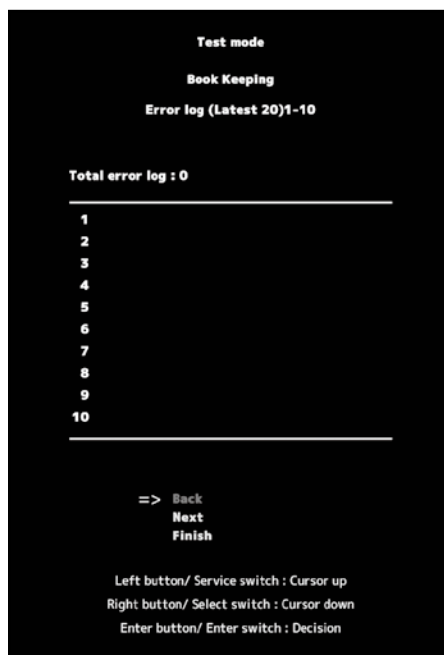 Test mode
Book Keeping
Error log (Latest 20)1-10
Total error log : 0
1
2
3
4
5
6
7
8
9
10
=> Back
Next
Finish
Left button/ Service switch : Cursor up
Right button/ Select switch : Cursor down
Enter button/ Enter switch : Decision